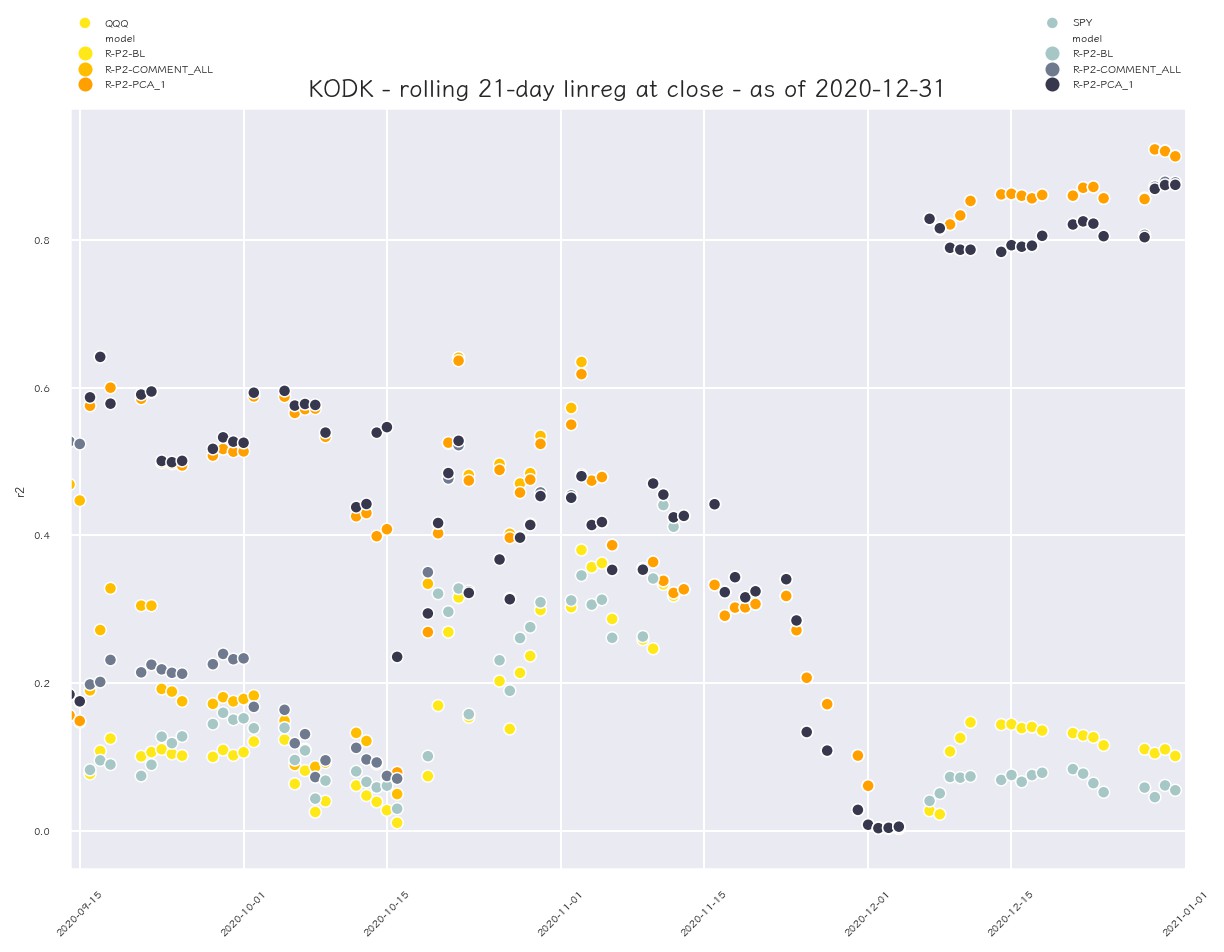 QQQ
model
R-P2-BL
R-P2-COMMENT_ALL
R-P2-PCA_1
SPY
model
R-P2-BL
R-P2-COMMENT_ALL
R-P2-PCA_1
KODK - rolling 21-day linreg at close - as of 2020-12-31
r2
0.8
0.6
0.4
0.2
0.0
2020-09-15
2020-10-01
2020-10-15
2020-11-01
2020-11-15
2020-12-01
2020-12-15
2021-01-01